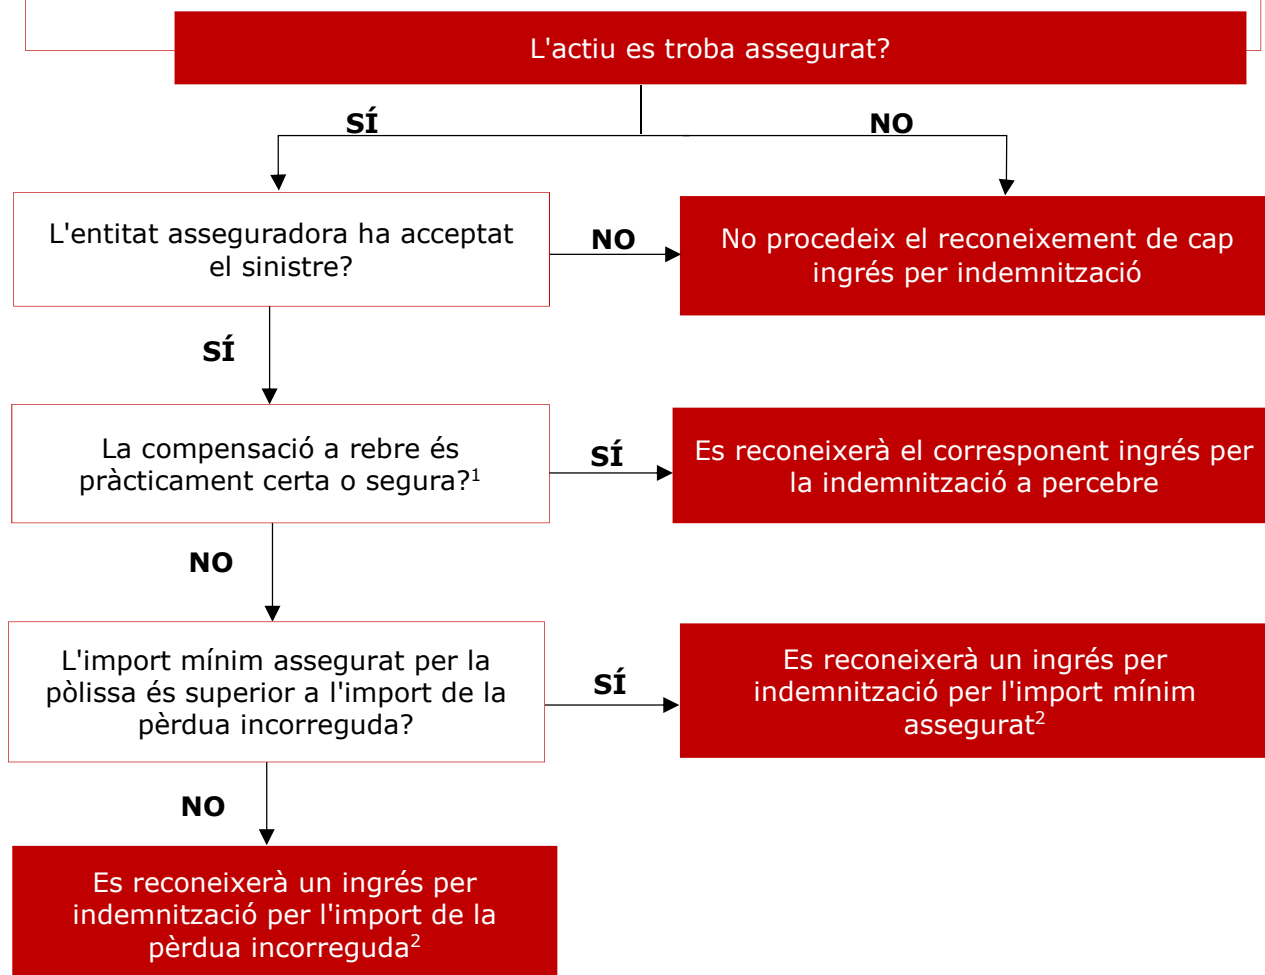 L'actiu es troba assegurat?
SÍ
NO
L'entitat asseguradora ha acceptat
el sinistre?
NO
No procedeix el reconeixement de cap
ingrés per indemnització
SÍ
La compensació a rebre és
pràcticament certa o segura?1
SÍ
Es reconeixerà el corresponent ingrés per
la indemnització a percebre
NO
L'import mínim assegurat per la
pòlissa és superior a l'import de la
pèrdua incorreguda?
SÍ
Es reconeixerà un ingrés per
indemnització per l'import mínim
assegurat2
NO
Es reconeixerà un ingrés per
indemnització per l'import de la
pèrdua incorreguda2